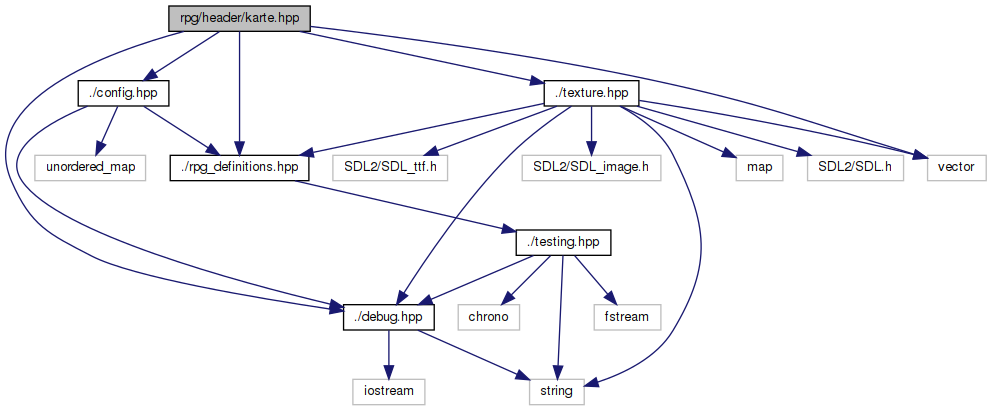 rpg/header/karte.hpp
./config.hpp
./texture.hpp
unordered_map
./rpg_definitions.hpp
SDL2/SDL_ttf.h
SDL2/SDL_image.h
map
SDL2/SDL.h
vector
./testing.hpp
./debug.hpp
chrono
fstream
iostream
string